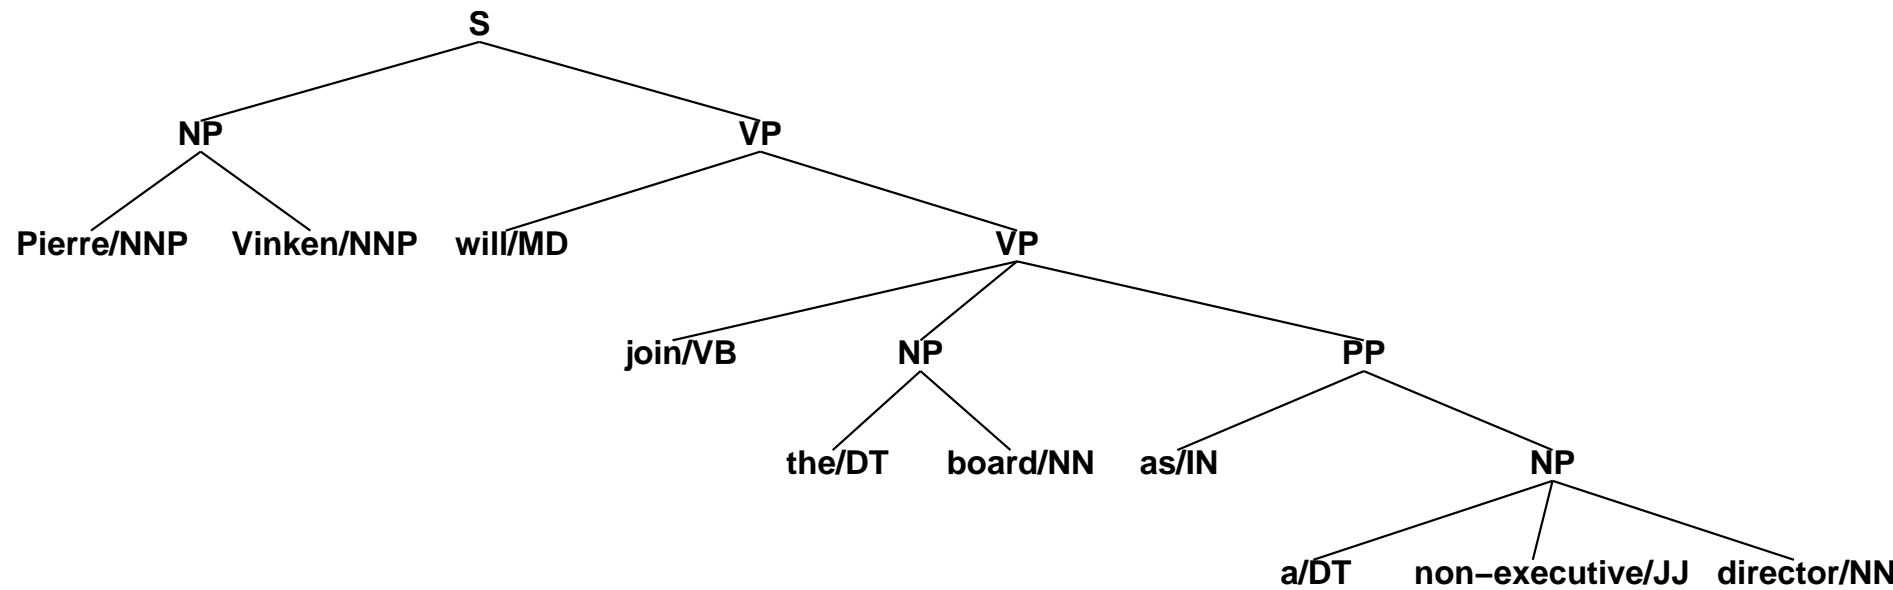 S
NP VP
Pierre/NNP Vinken/NNP will/MD VP
join/VB NP PP
the/DT board/NN as/IN NP
a/DT non−executive/JJ director/NN